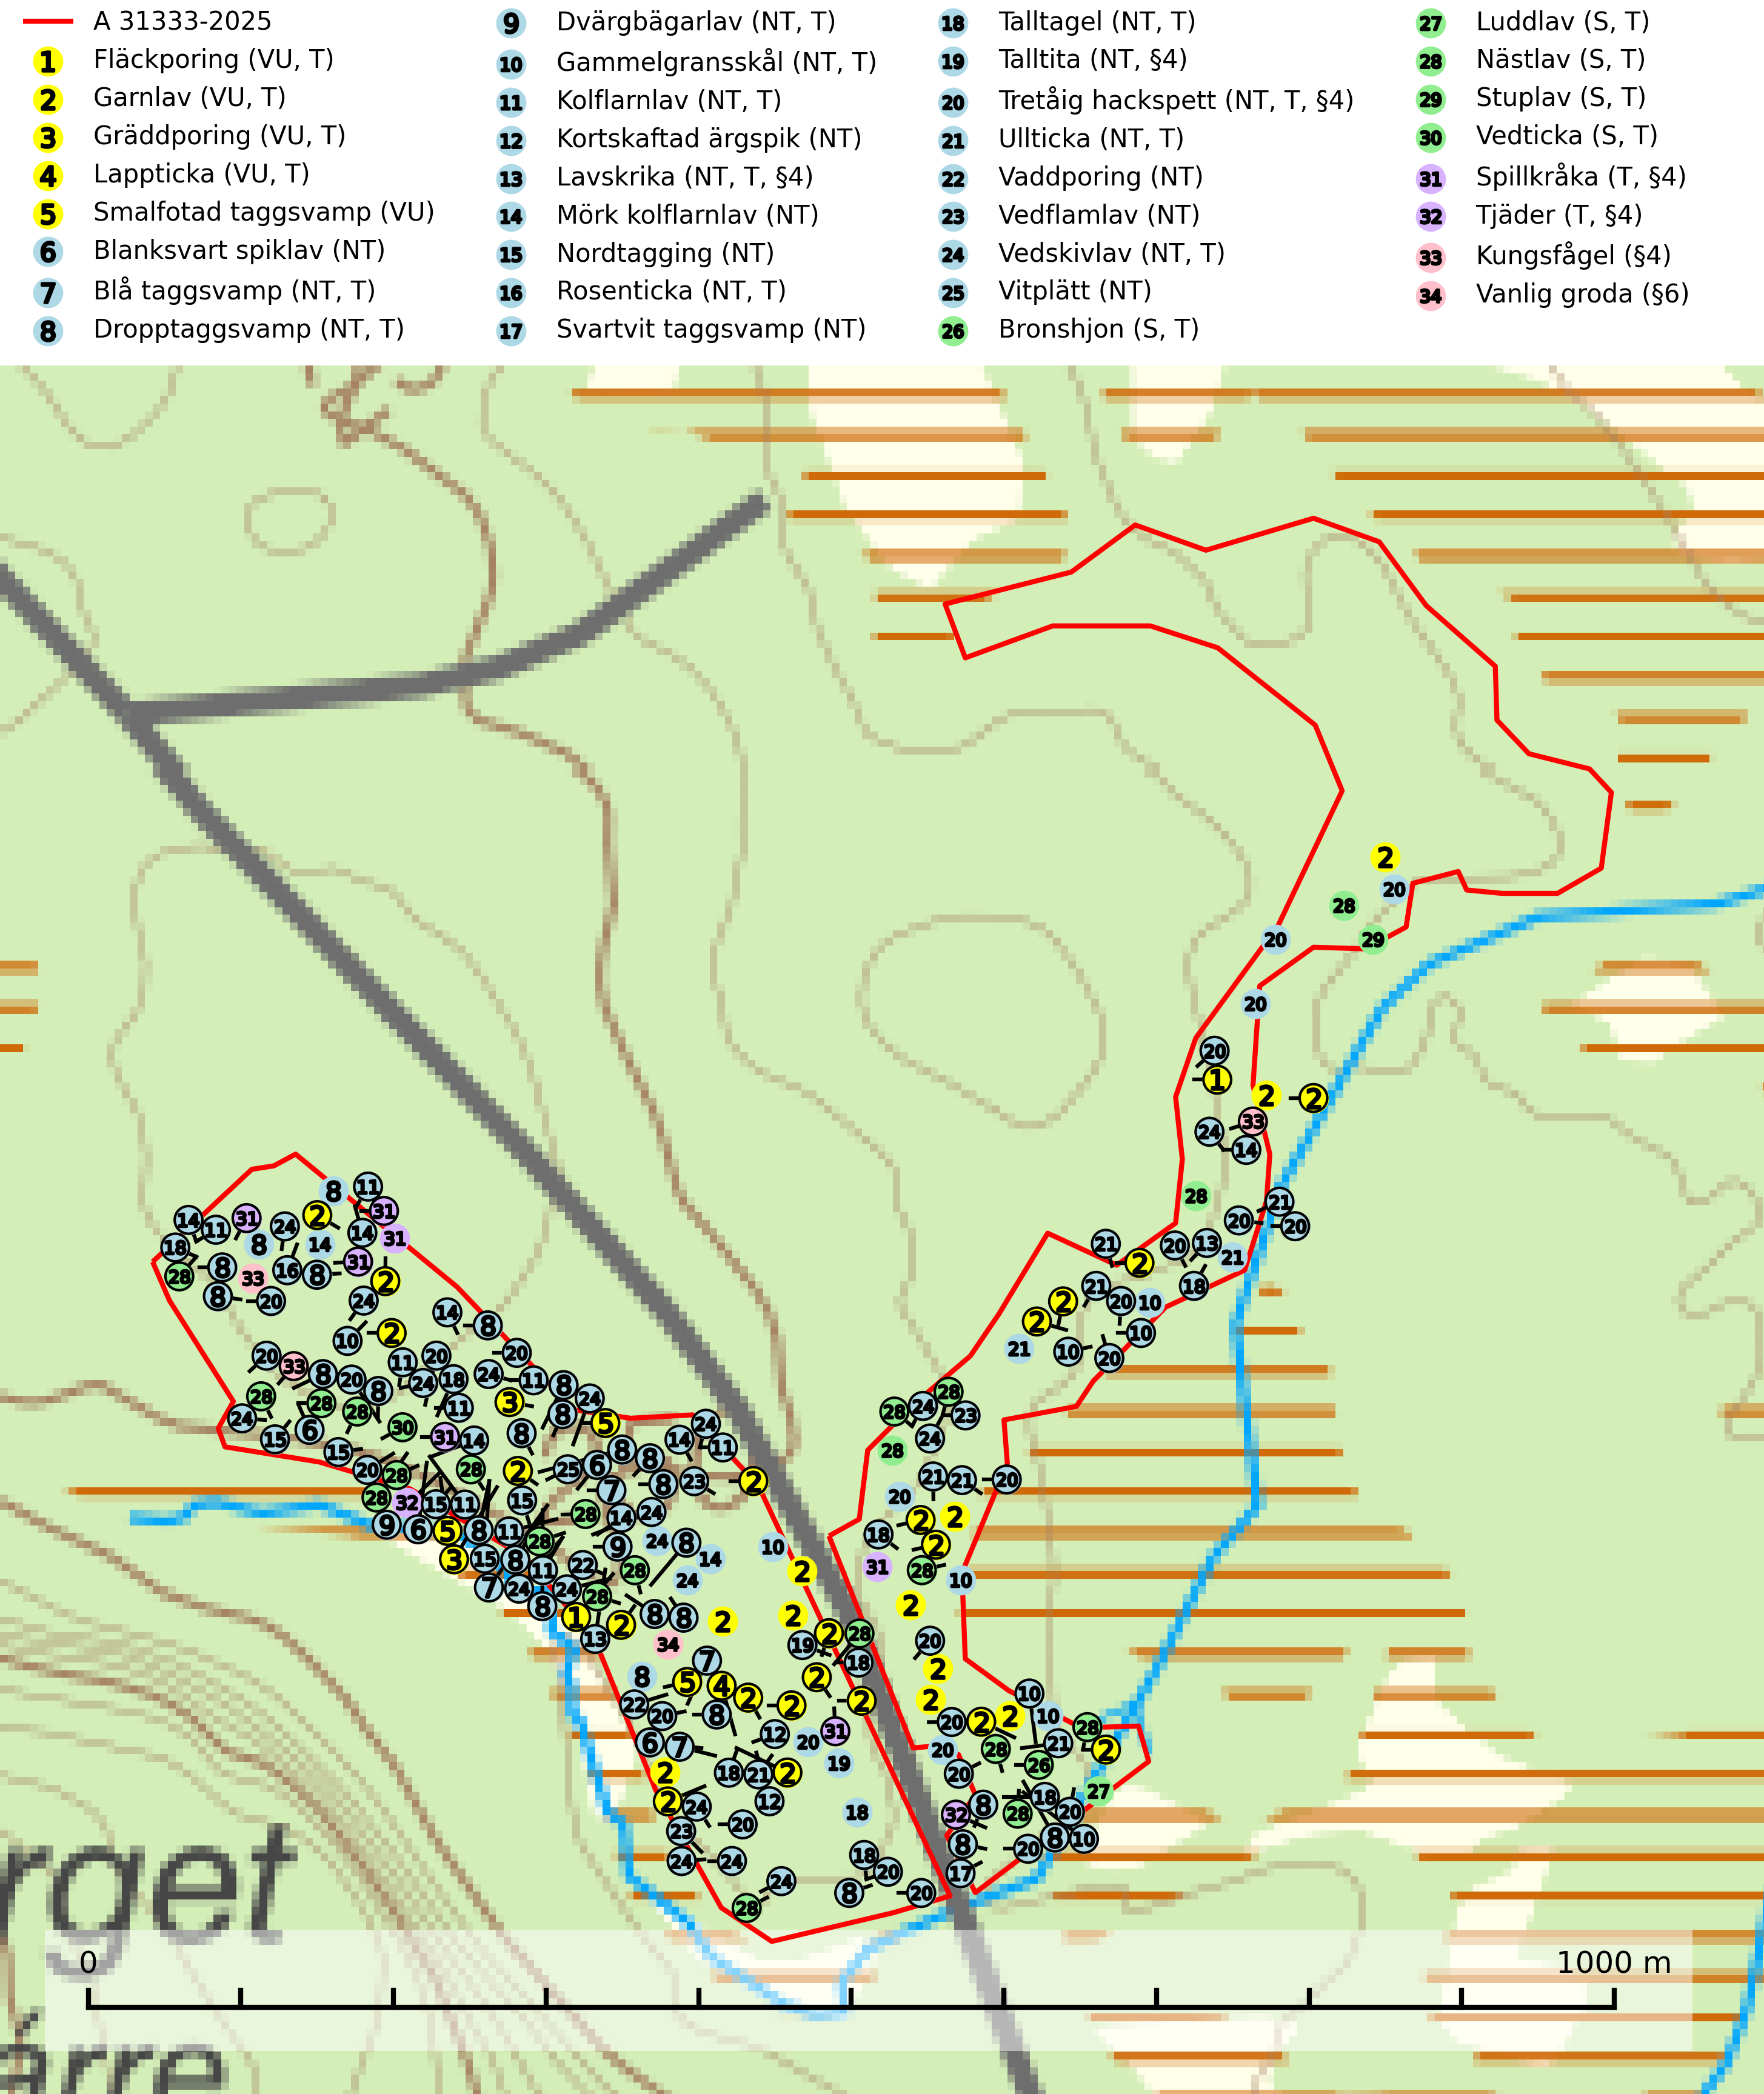 A 31333-2025
1 Fläckporing (VU, T)
2 Garnlav (VU, T)
3 Gräddporing (VU, T)
4 Lappticka (VU, T)
5 Smalfotad taggsvamp (VU)
6 Blanksvart spiklav (NT)
7 Blå taggsvamp (NT, T)
8 Dropptaggsvamp (NT, T)
9 Dvärgbägarlav (NT, T)
10 Gammelgransskål (NT, T)
11 Kolflarnlav (NT, T)
12 Kortskaftad ärgspik (NT)
13 Lavskrika (NT, T, §4)
14 Mörk kolflarnlav (NT)
15 Nordtagging (NT)
16 Rosenticka (NT, T)
17 Svartvit taggsvamp (NT)
18 Talltagel (NT, T)
19 Talltita (NT, §4)
20 Tretåig hackspett (NT, T, §4)
21 Ullticka (NT, T)
22 Vaddporing (NT)
23 Vedflamlav (NT)
24 Vedskivlav (NT, T)
25 Vitplätt (NT)
26 Bronshjon (S, T)
27 Luddlav (S, T)
28 Nästlav (S, T)
29 Stuplav (S, T)
30 Vedticka (S, T)
31 Spillkråka (T, §4)
32 Tjäder (T, §4)
33 Kungsfågel (§4)
34 Vanlig groda (§6)
rget
0 1000 m